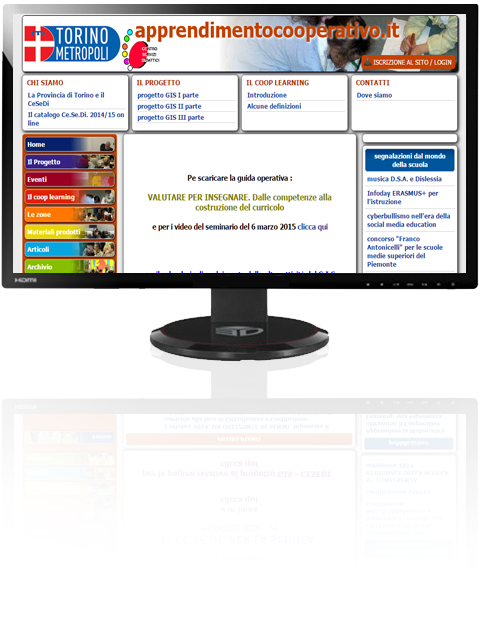 TORINO
METROPOLI
apprendimentocooperativo.it
CENTRO
SERVIZI
DIDATTICI
ISCRIZIONE AL SITO / LOGIN
CHI SIAMO
La Provincia di Torino e il
CeSeDi
Il catalogo Ce.Se.Di. 2014/15 on
line
IL PROGETTO
progetto GIS I parte
progetto GIS II parte
progetto GIS III parte
IL COOP LEARNING
Introduzione
Alcune definizioni
CONTATTI
Dove siamo
Home
Il Progetto
Eventi
Il coop learning
Le zone
Materiali prodotti
Articoli
Archivio
Pe scaricare la guida operativa :
VALUTARE PER INSEGNARE. Dalle competenze alla
costruzione del curricolo
e per i video del seminario del 6 marzo 2015 clicca qui
segnalazioni dal mondo
della scuola
musica D.S.A. e Dislessia
Infoday ERASMUS+ per
l'istruzione
cyberbullismo nell'era della
social media education
concorso "Franco
Antonicelli" per le scuole
medie superiori del
Piemonte
HDMI